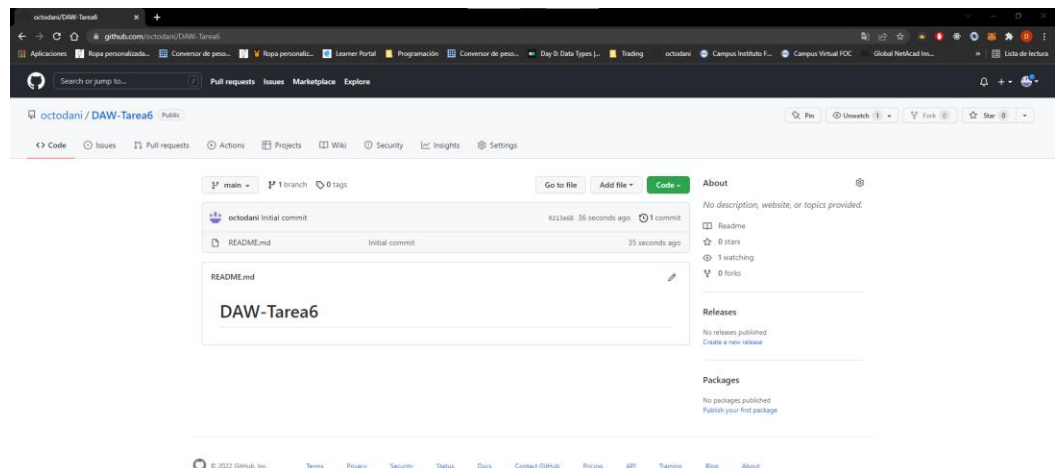 octodani/DAW-Tarea6
github.com/octodani/DAW-Tarea6
Aplicaciones Ropa personalizada... Conversor de peso... Ropa personaliz... Learner Portal Programación Conversor de peso... Day 0: Data Types |... Trading octodani Campus Instituto F... Campus Virtual FOC Global NetAcad Ins... » Lista de lectura
Search or jump to... / Pull requests Issues Marketplace Explore
octodani / DAW-Tarea6 Public Pin Unwatch 1 Fork 0 Star 0
<> Code Issues Pull requests Actions Projects Wiki Security Insights Settings
main 1 branch 0 tags Go to file Add file Code
octodani Initial commit 9233a68 36 seconds ago 1 commit
README.md Initial commit 35 seconds ago
README.md
DAW-Tarea6
About
No description, website, or topics provided.
Readme
0 stars
1 watching
0 forks
Releases
No releases published
Create a new release
Packages
No packages published
Publish your first package
© 2022 GitHub, Inc. Terms Privacy Security Status Docs Contact GitHub Pricing API Training Blog About